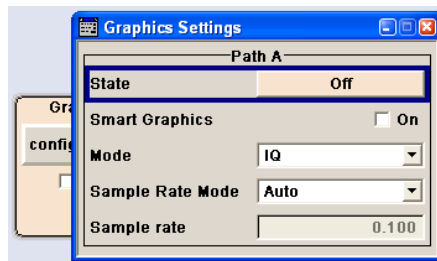 Graphics Settings
Path A
State Off
Smart Graphics On
Mode IQ
Sample Rate Mode Auto
Sample rate 0.100